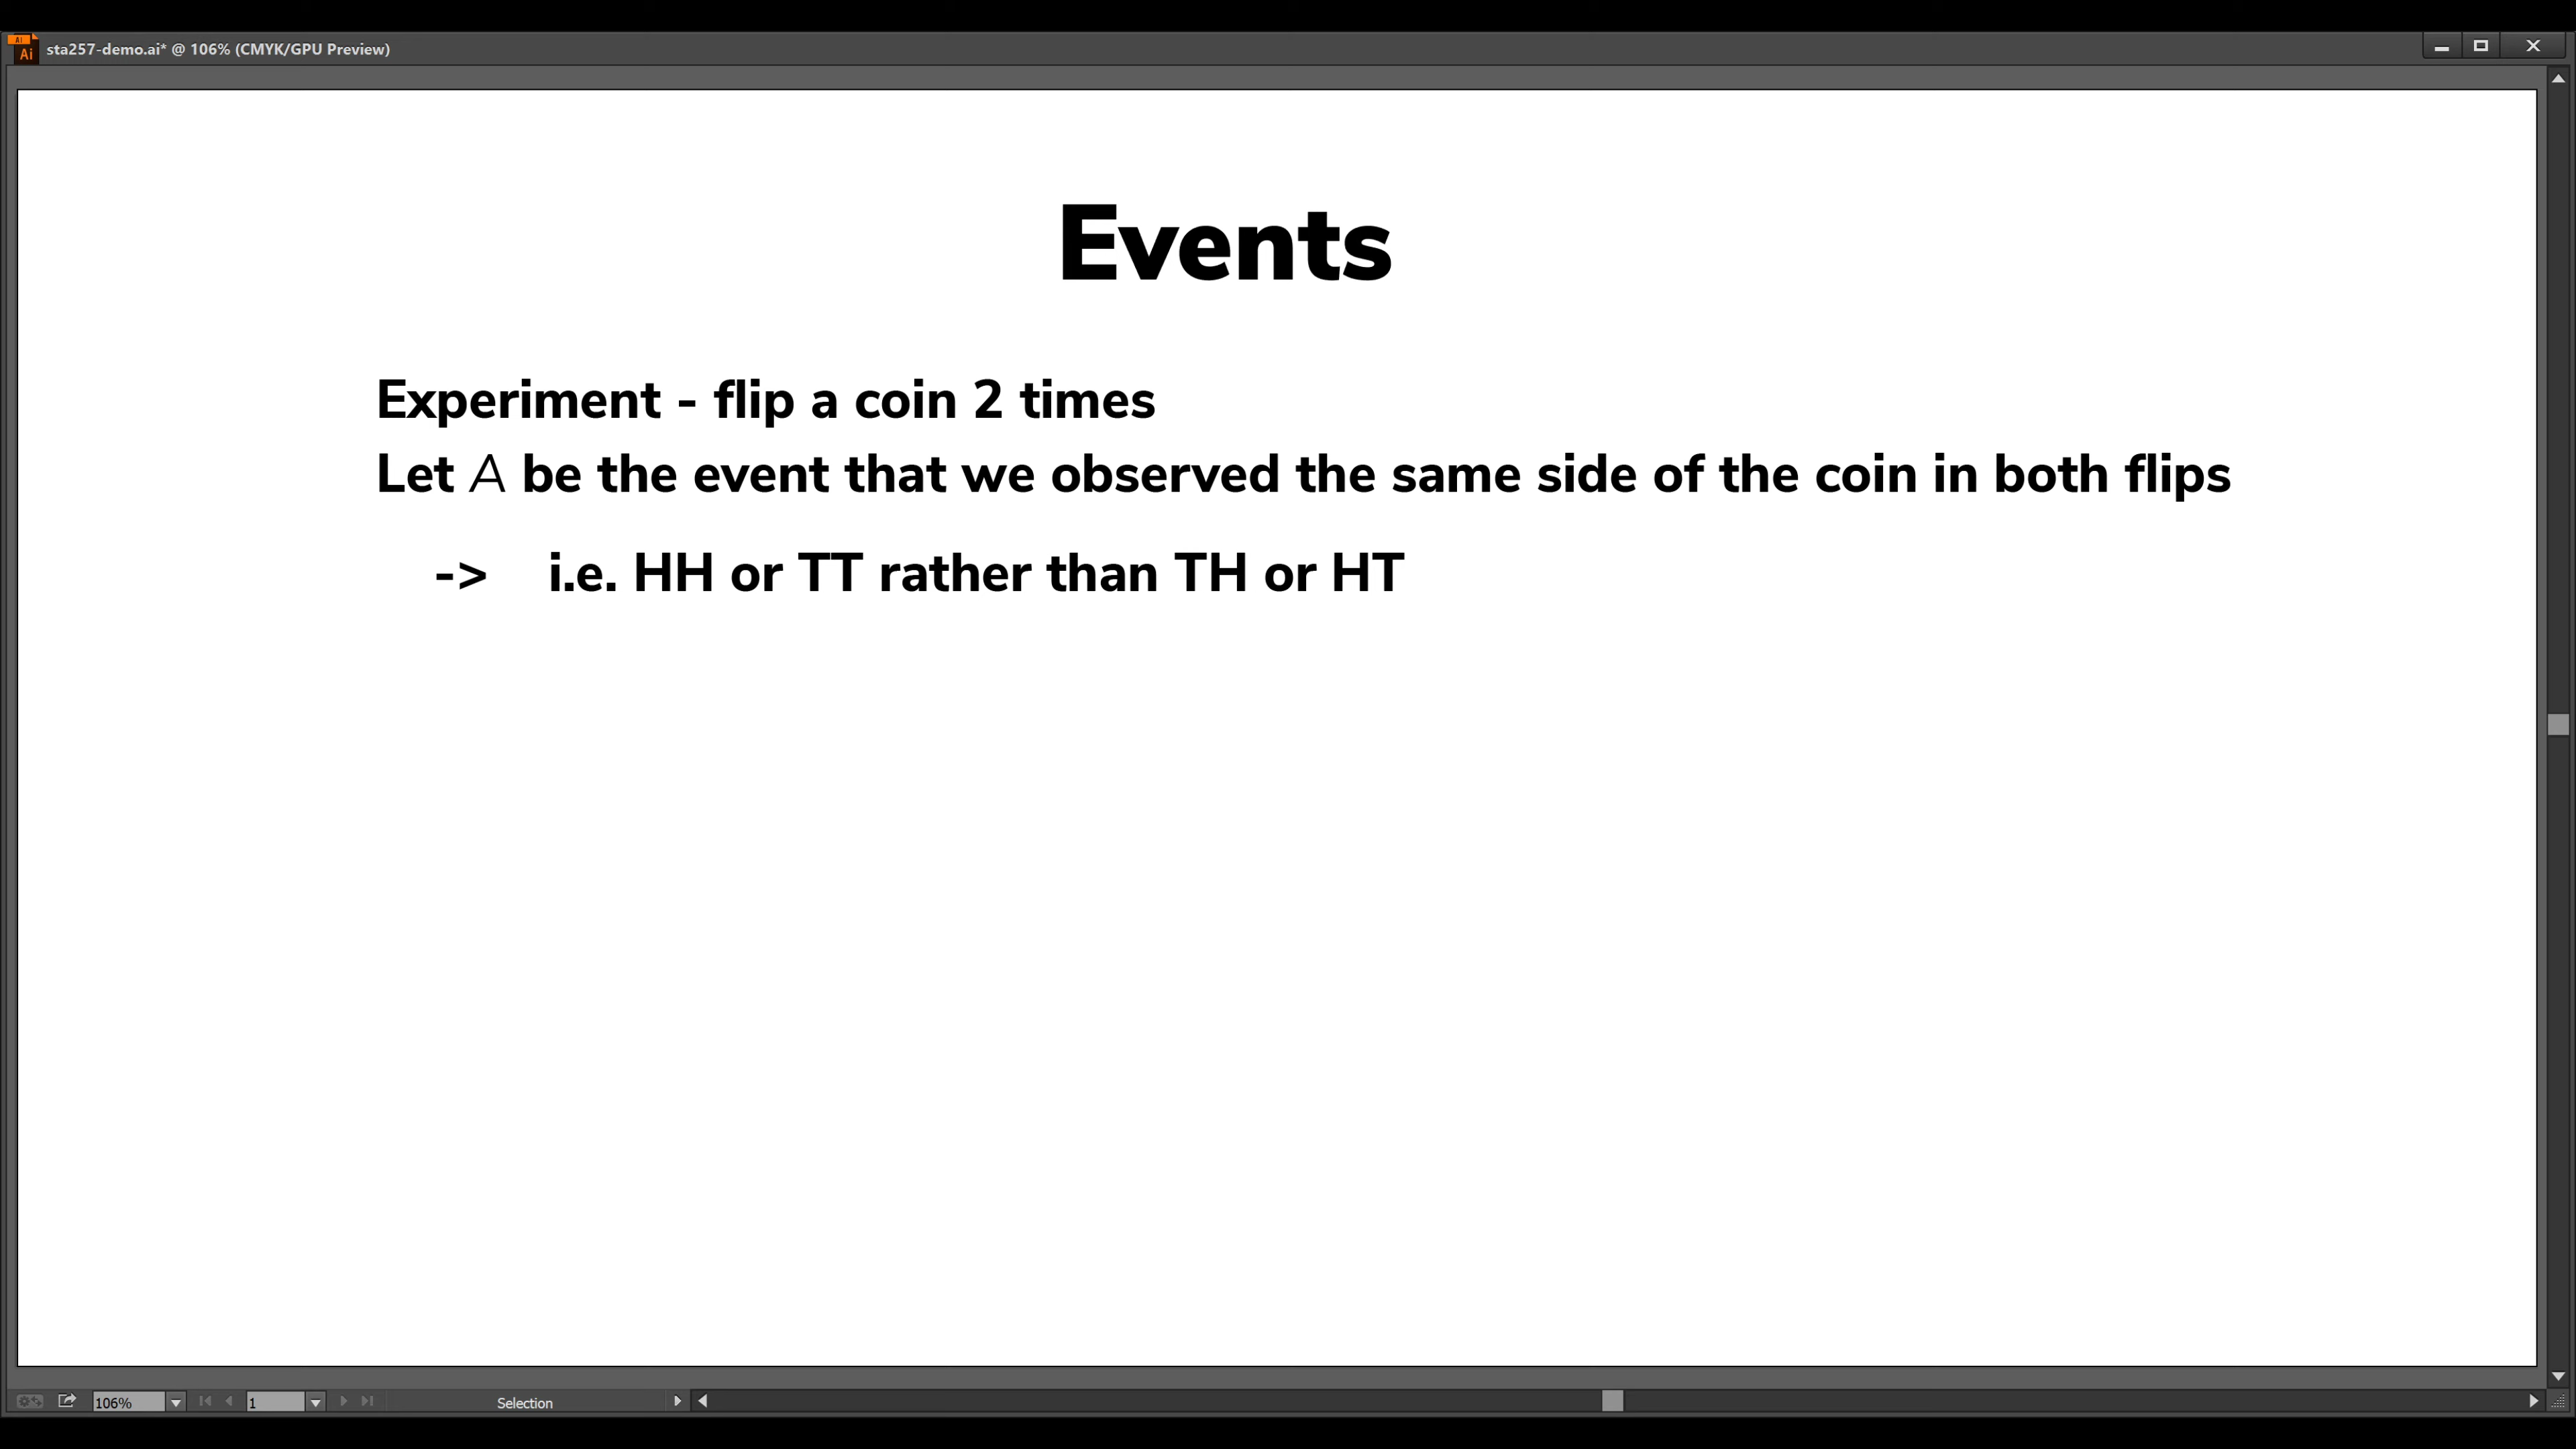 Ai
Ai
sta257-demo.ai* @ 106% (CMYK/GPU Preview)
Events
Experiment - flip a coin 2 times
Let A be the event that we observed the same side of the coin in both flips
-> i.e. HH or TT rather than TH or HT
106%
1
Selection